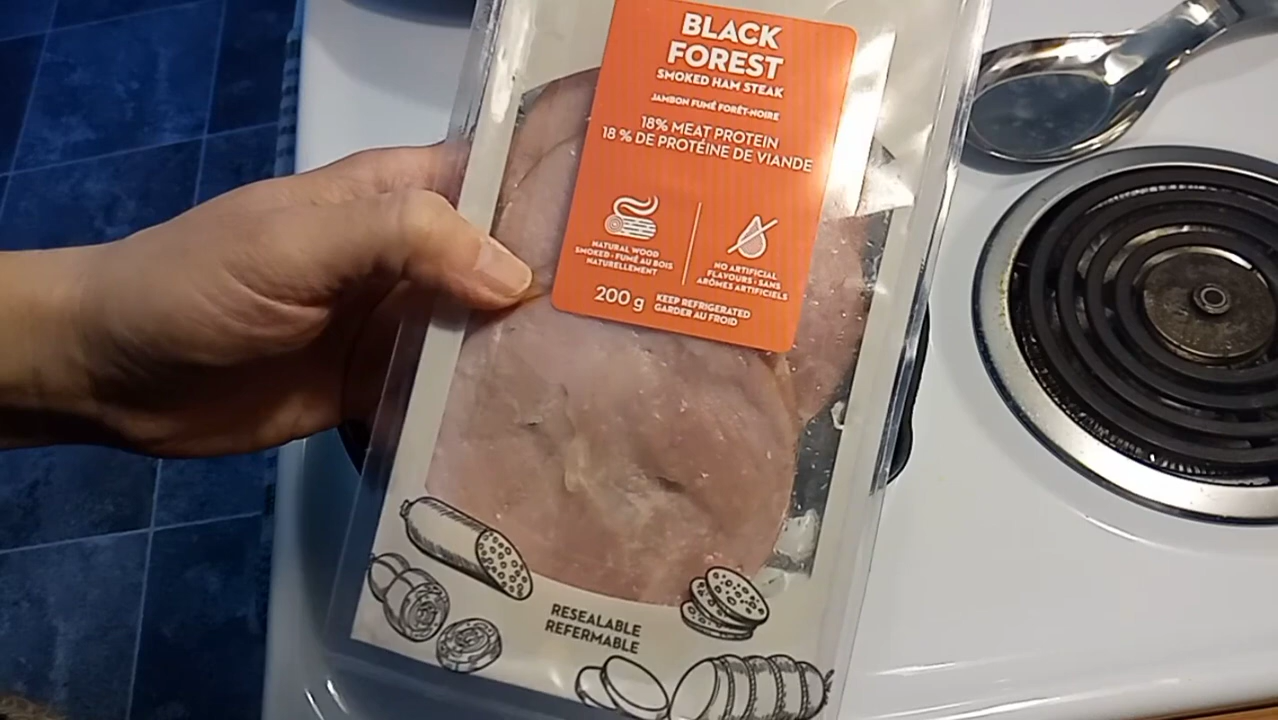 BLACK
FOREST
SMOKED HAM STEAK
JAMBON FUMÉ FORÊT-NOIRE
18% MEAT PROTEIN
18 % DE PROTÉINE DE VIANDE
NATURAL WOOD
SMOKED • FUMÉ AU BOIS
NATURELLEMENT
NO ARTIFICIAL
FLAVOURS • SANS
ARÔMES ARTIFICIELS
200 g
KEEP REFRIGERATED
GARDER AU FROID
RESEALABLE
REFERMABLE